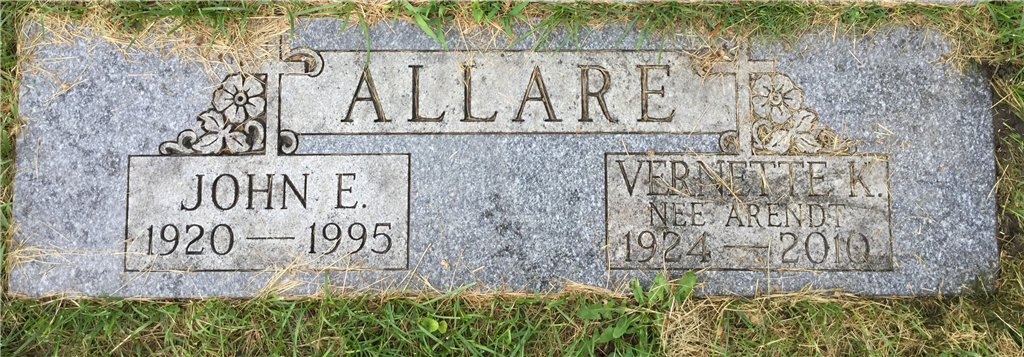 ALLARE
JOHN E.
1920 — 1995
VERNETTE K.
NEE ARENDT
1924 — 2010